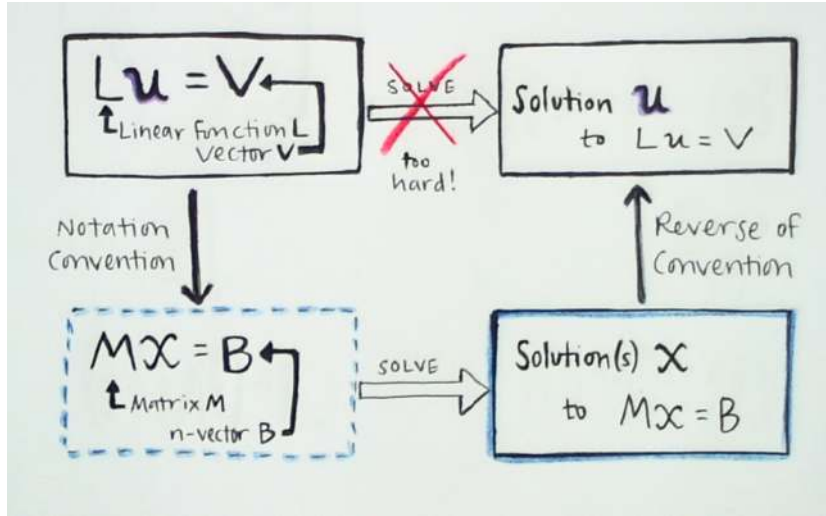 Lu = V
Linear Function L
Vector V
SOLVE
too
hard!
Solution u
to Lu = V
Notation
Convention
Reverse of
Convention
Mx = B
Matrix M
n-vector B
SOLVE
Solution(s) x
to Mx = B